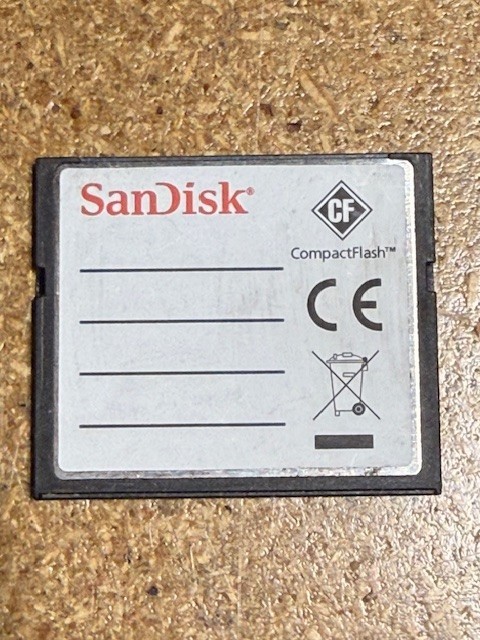 SanDisk®
CF
CompactFlash™
CE